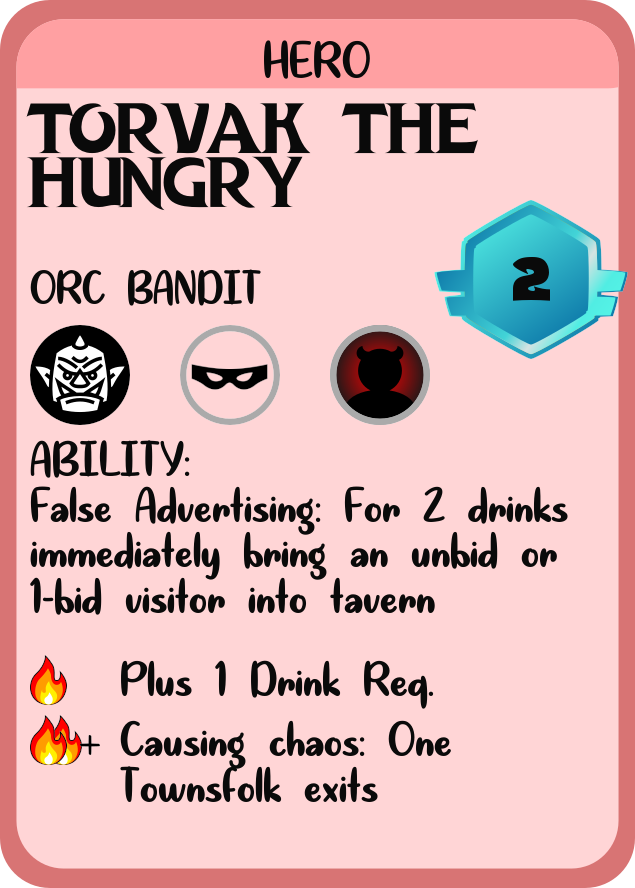 HERO
TORVAK THE
HUNGRY
2
ORC BANDIT
ABILITY:
False Advertising: For 2 drinks
immediately bring an unbid or
1-bid visitor into tavern
Plus 1 Drink Req.
+ Causing chaos: One
Townsfolk exits